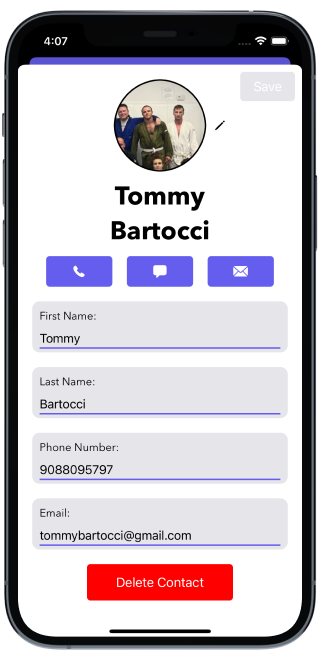 4:07
Save
Tommy
Bartocci
First Name:
Tommy
Last Name:
Bartocci
Phone Number:
9088095797
Email:
tommybartocci@gmail.com
Delete Contact